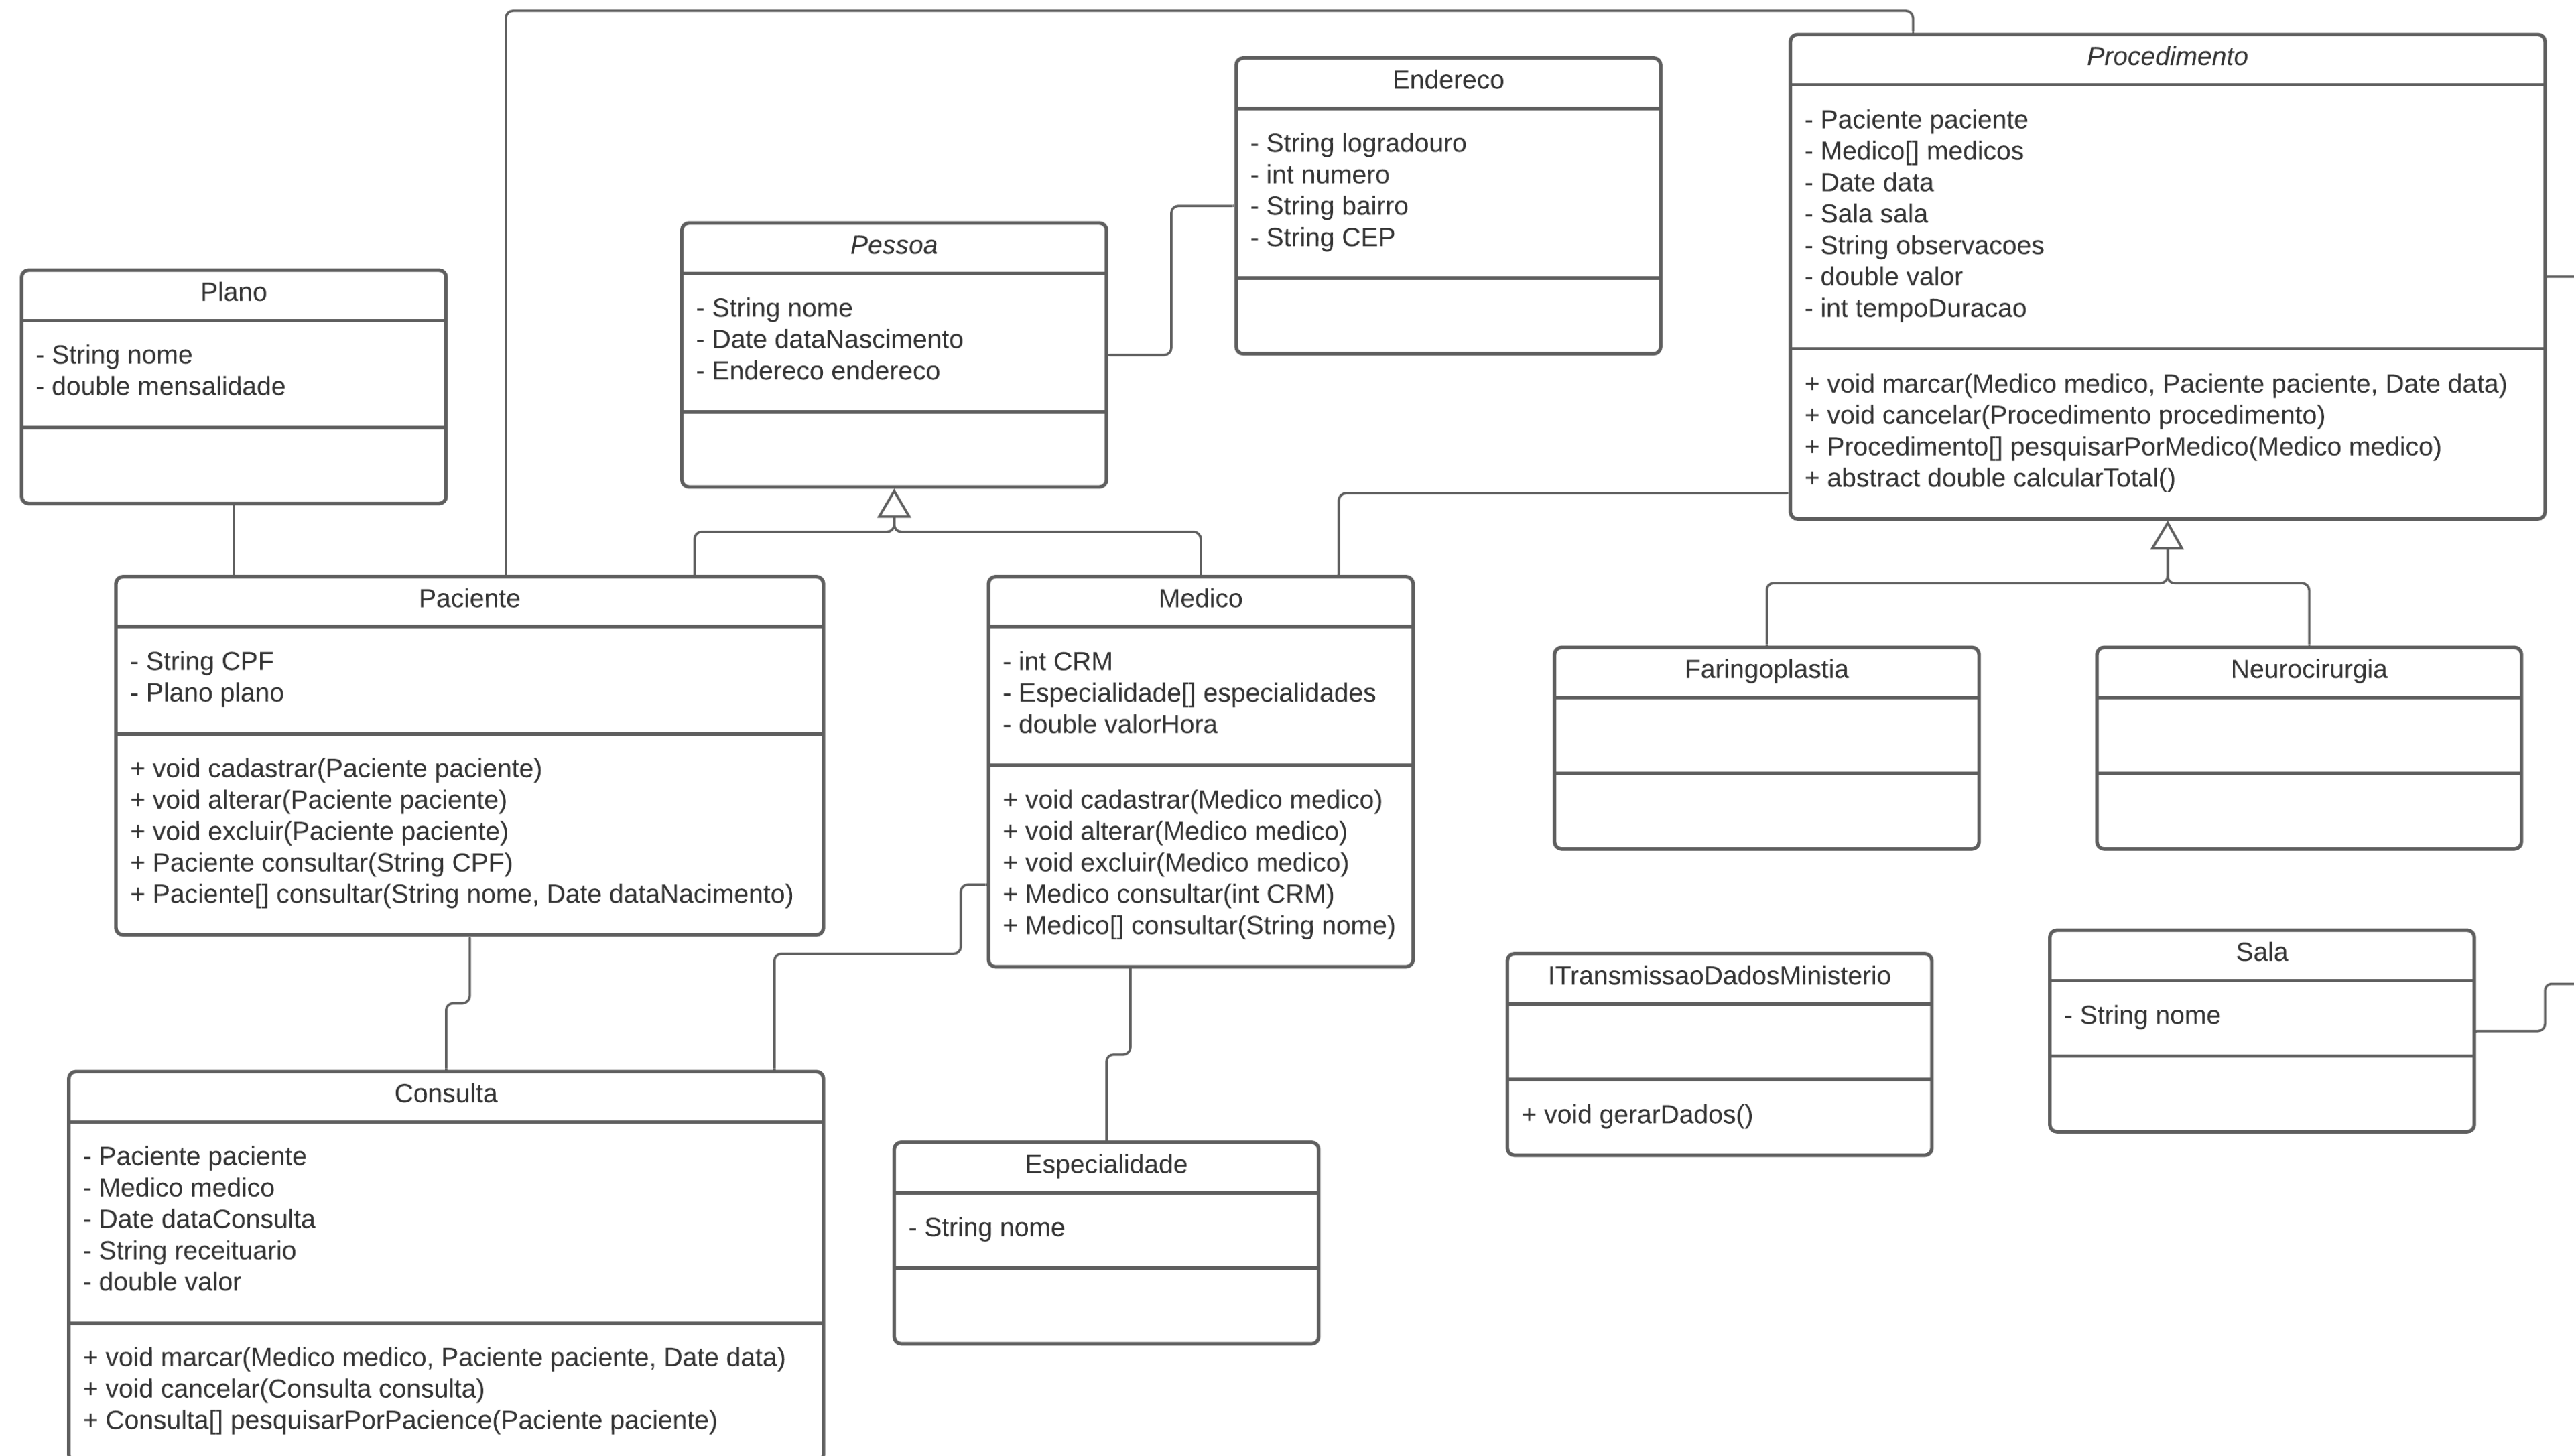 Procedimento
- Paciente paciente
- Medico[] medicos
- Date data
- Sala sala
- String observacoes
- double valor
- int tempoDuracao
+ void marcar(Medico medico, Paciente paciente, Date data)
+ void cancelar(Procedimento procedimento)
+ Procedimento[] pesquisarPorMedico(Medico medico)
+ abstract double calcularTotal()
Endereco
- String logradouro
- int numero
- String bairro
- String CEP
Pessoa
- String nome
- Date dataNascimento
- Endereco endereco
Plano
- String nome
- double mensalidade
Paciente
- String CPF
- Plano plano
+ void cadastrar(Paciente paciente)
+ void alterar(Paciente paciente)
+ void excluir(Paciente paciente)
+ Paciente consultar(String CPF)
+ Paciente[] consultar(String nome, Date dataNacimento)
Medico
- int CRM
- Especialidade[] especialidades
- double valorHora
+ void cadastrar(Medico medico)
+ void alterar(Medico medico)
+ void excluir(Medico medico)
+ Medico consultar(int CRM)
+ Medico[] consultar(String nome)
Faringoplastia
Neurocirurgia
ITransmissaoDadosMinisterio
+ void gerarDados()
Sala
- String nome
Consulta
- Paciente paciente
- Medico medico
- Date dataConsulta
- String receituario
- double valor
+ void marcar(Medico medico, Paciente paciente, Date data)
+ void cancelar(Consulta consulta)
+ Consulta[] pesquisarPorPacience(Paciente paciente)
Especialidade
- String nome